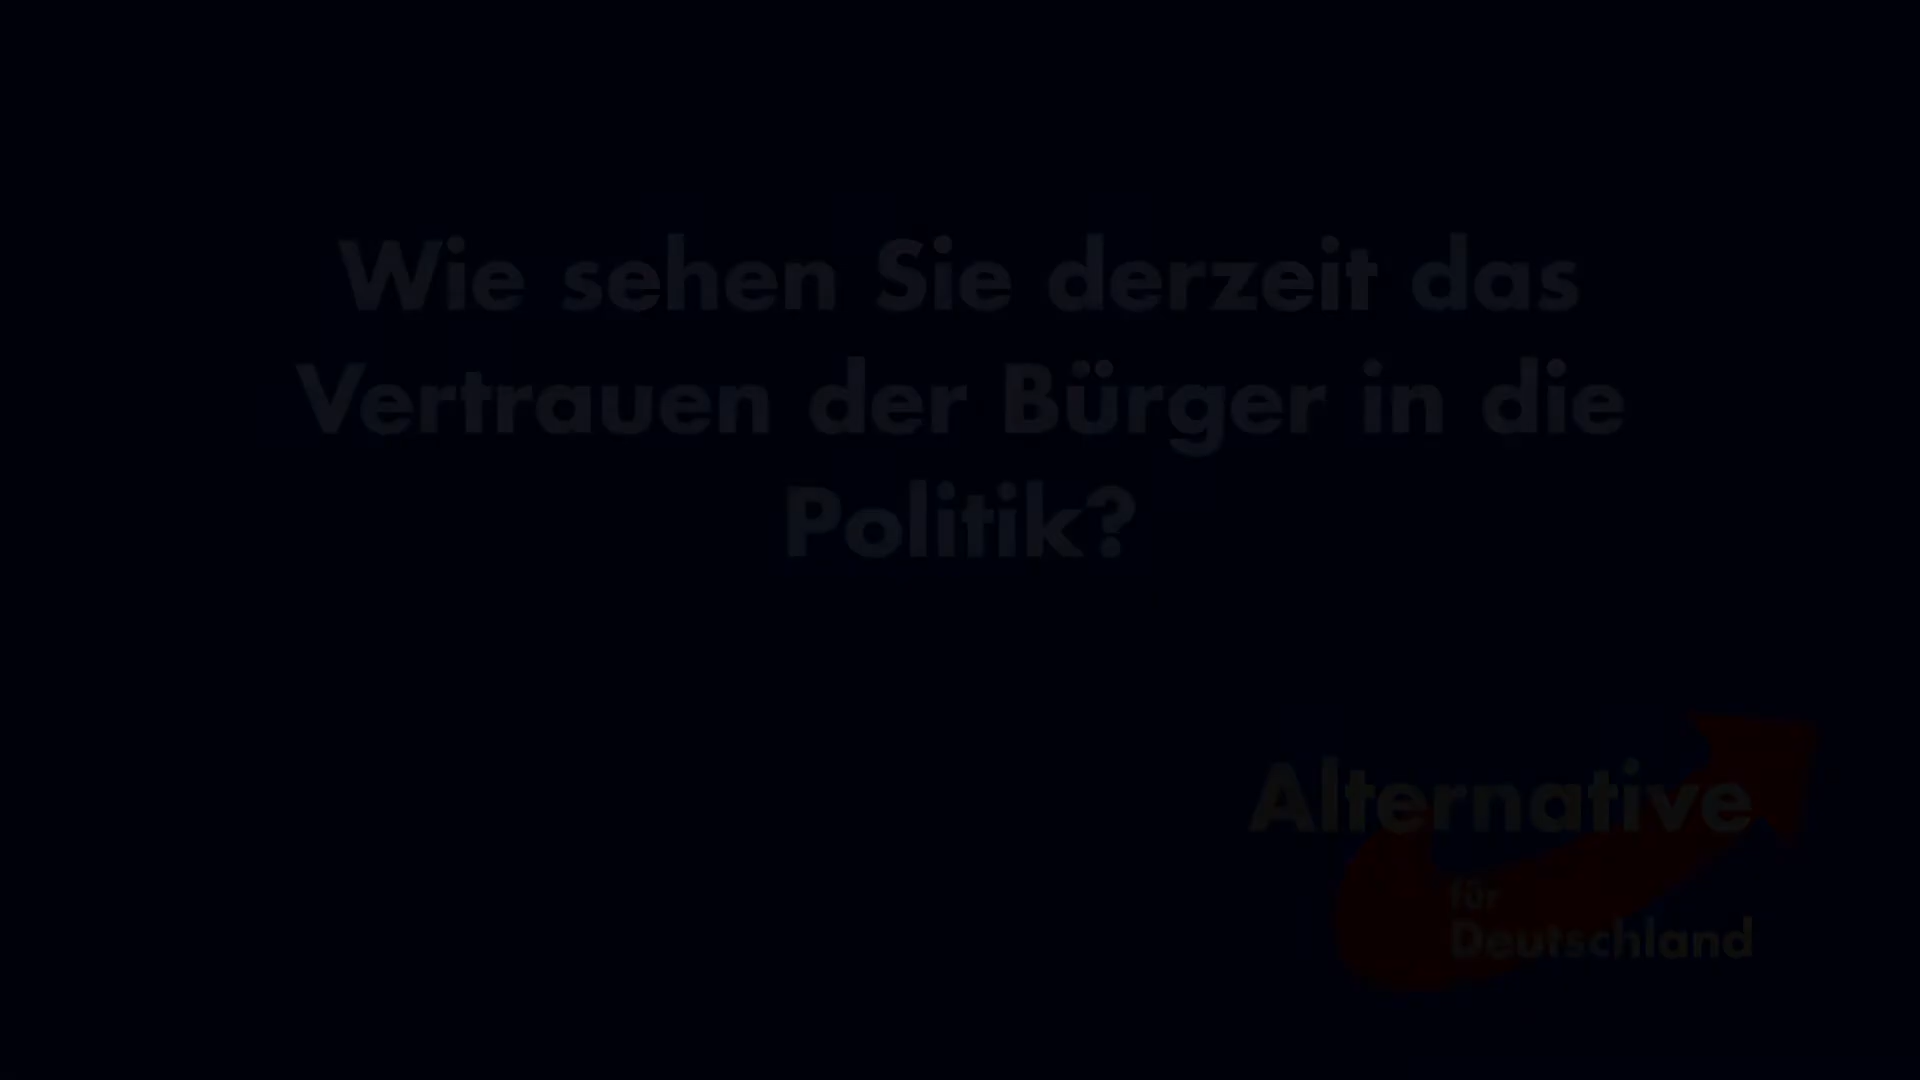 Wie sehen Sie derzeit das
Vertrauen der Bürger in die
Politik?
Alternative
für
Deutschland